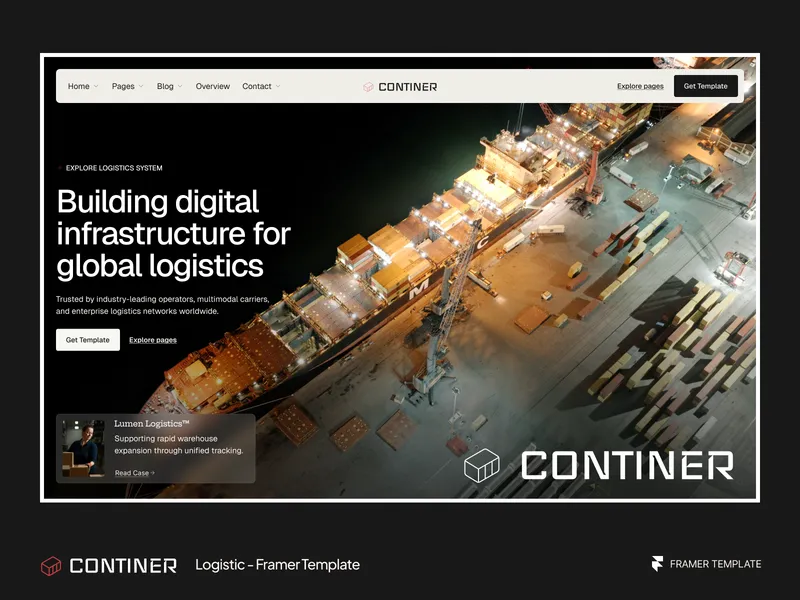 Home
Pages
Blog
Overview
Contact
CONTINER
Explore pages
Get Template
EXPLORE LOGISTICS SYSTEM
Building digital
infrastructure for
global logistics
Trusted by industry-leading operators, multimodal carriers,
and enterprise logistics networks worldwide.
Get Template
Explore pages
M
C
Lumen Logistics™
Supporting rapid warehouse
expansion through unified tracking.
Read Case
CONTINER
CONTINER
Logistic - Framer Template
FRAMER TEMPLATE